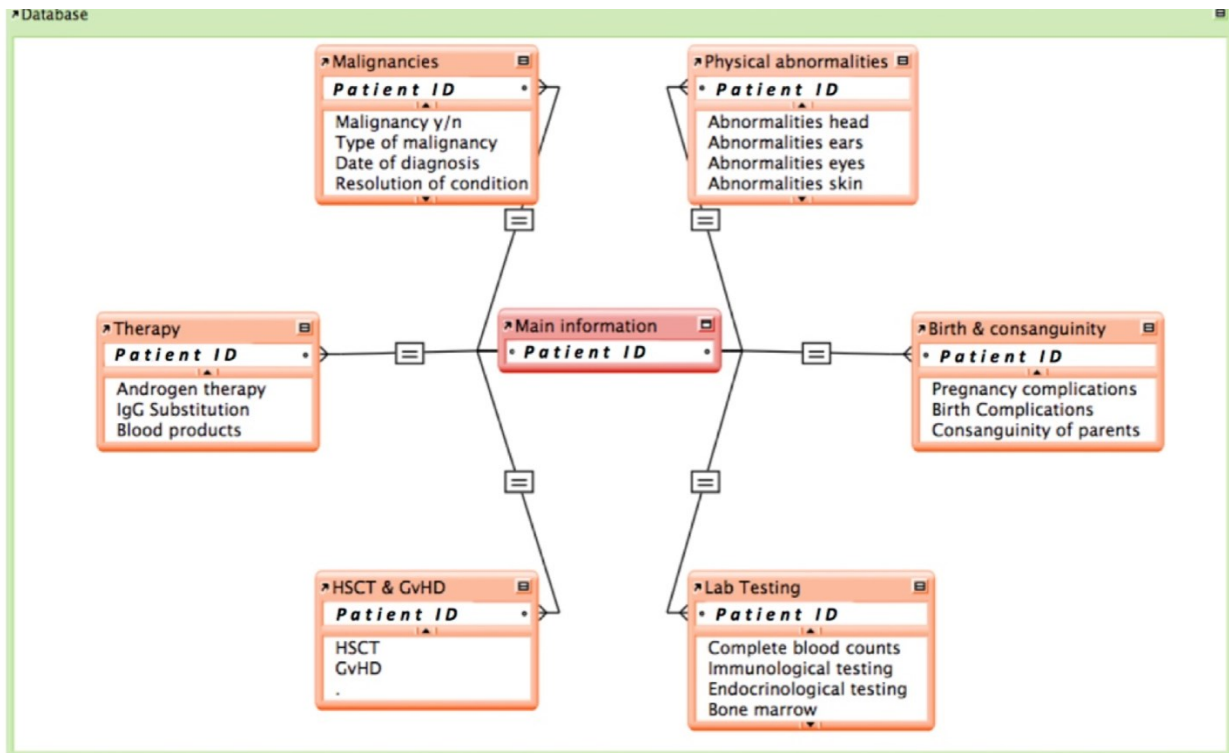 Database
Malignancies
Patient ID
Malignancy y/n
Type of malignancy
Date of diagnosis
Resolution of condition
Physical abnormalities
Patient ID
Abnormalities head
Abnormalities ears
Abnormalities eyes
Abnormalities skin
Therapy
Patient ID
Androgen therapy
IgG Substitution
Blood products
Main information
Patient ID
Birth & consanguinity
Patient ID
Pregnancy complications
Birth Complications
Consanguinity of parents
HSCT & GvHD
Patient ID
HSCT
GvHD
.
Lab Testing
Patient ID
Complete blood counts
Immunological testing
Endocrinological testing
Bone marrow